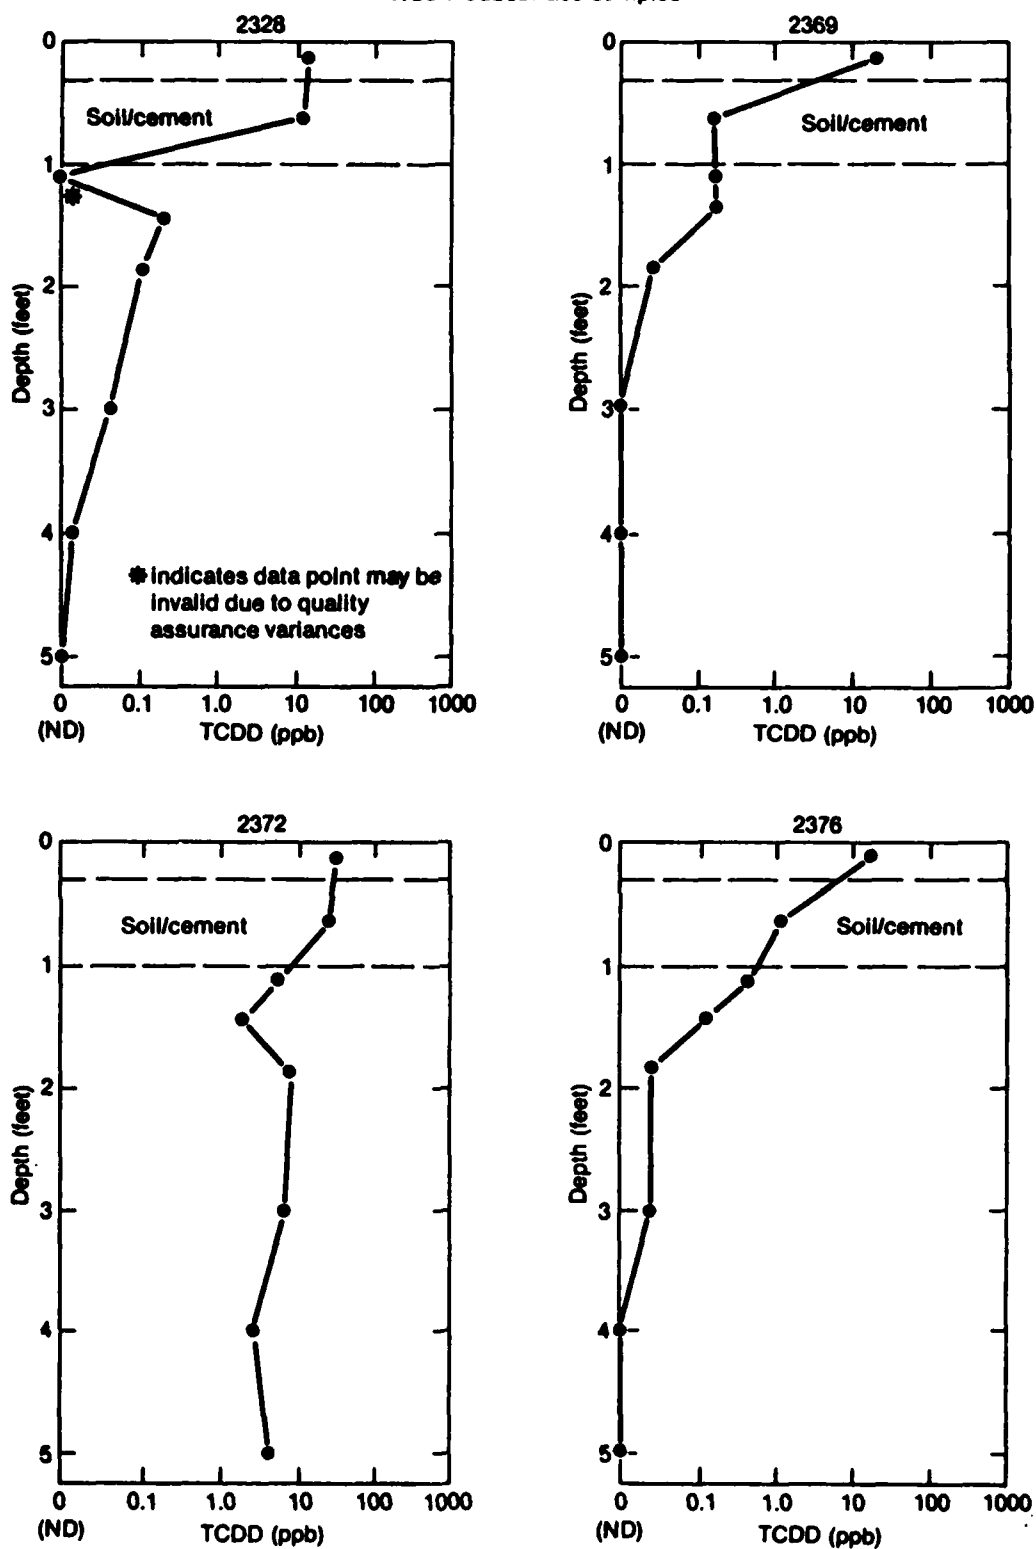 2328
0
Soil/cement
1
*
2
Depth (feet)
3
4
* indicates data point may be
invalid due to quality
assurance variances
5
0 0.1 1.0 10 100 1000
(ND) TCDD (ppb)
2369
0
Soil/cement
1
2
Depth (feet)
3
4
5
0 0.1 1.0 10 100 1000
(ND) TCDD (ppb)
2372
0
Soil/cement
1
2
Depth (feet)
3
4
5
0 0.1 1.0 10 100 1000
(ND) TCDD (ppb)
2376
0
Soil/cement
1
2
Depth (feet)
3
4
5
0 0.1 1.0 10 100 1000
(ND) TCDD (ppb)